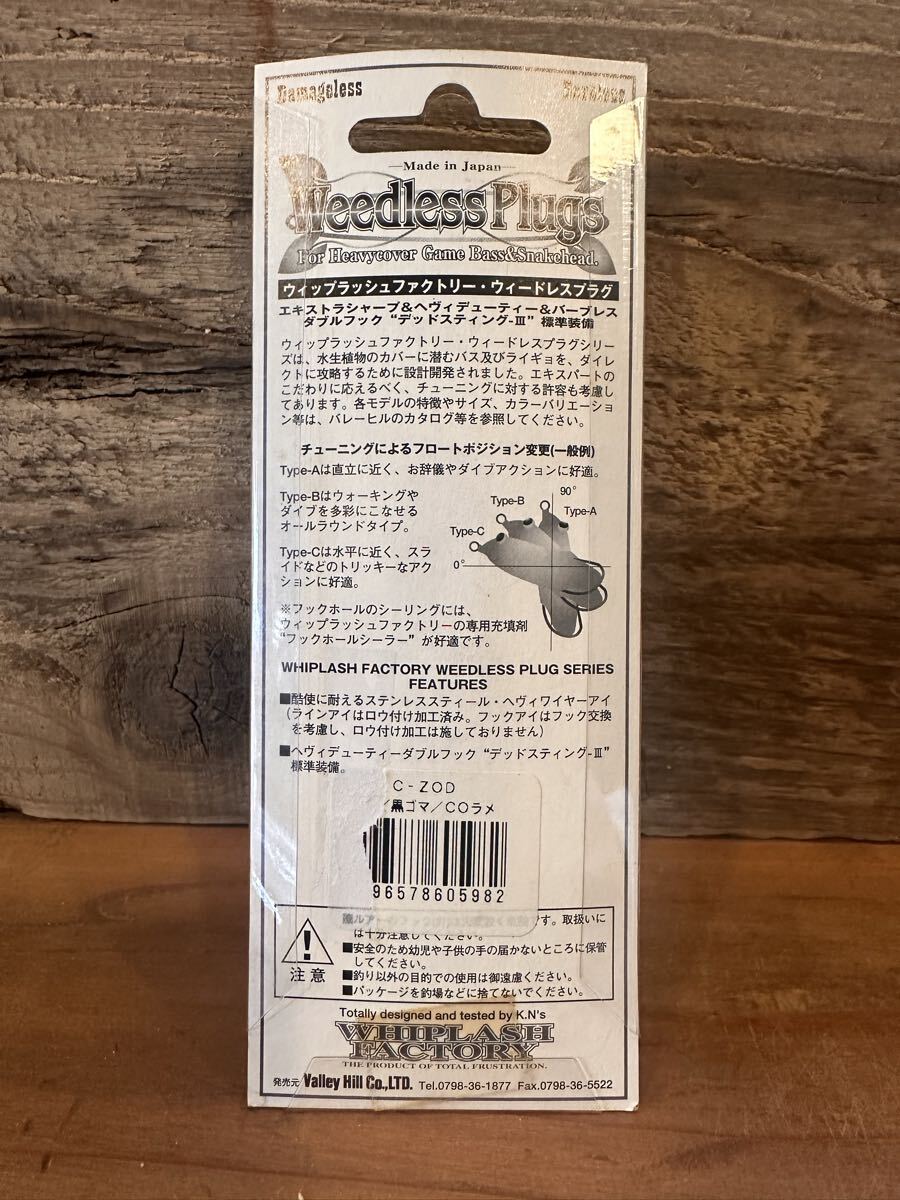 Damageless
Made in Japan
Weedless Plugs
For Heavycover Game Bass&Snakehead.
ウィップラッシュファクトリー・ウィードレスプラグ
エキストラシャープ&ヘヴィデューティー&バーブレス
ダブルフック “デッドスティング-Ⅲ” 標準装備
ウィップラッシュファクトリー・ウィードレスプラグシリー
ズは、水生植物のカバーに潜むバス及びライギョを、ダイレ
クトに攻略するために設計開発されました。エキスパートの
こだわりに応えるべく、チューニングに対する許容も考慮し
てあります。各モデルの特徴やサイズ、カラーバリエーショ
ン等は、バレーヒルのカタログ等を参照してください。
チューニングによるフロートポジション変更(一般例)
Type-Aは直立に近く、お辞儀やダイブアクションに好適。
Type-Bはウォーキングや
ダイブを多彩にこなせる
オールラウンドタイプ。
Type-Cは水平に近く、スラ
イドなどのトリッキーなアク
ションに好適。
90°
Type-B
Type-A
Type-C
0°
※フックホールのシーリングには、
ウィップラッシュファクトリーの専用充填剤
“フックホールシーラー” が好適です。
WHIPLASH FACTORY WEEDLESS PLUG SERIES
FEATURES
■酷使に耐えるステンレススティール・ヘヴィワイヤーアイ
(ラインアイはロウ付け加工済み。フックアイはフック交換
を考慮し、ロウ付け加工は施しておりません)
■ヘヴィデューティーダブルフック “デッドスティング-Ⅲ”
標準装備。
C-ZOD
/黒ゴマ/COラメ
96578605982
です。取扱いに
は十分注意してください。
■安全のため幼児や子供の手の届かないところに保管
してください。
■釣り以外の目的での使用は御遠慮ください。
■パッケージを釣場などに捨てないでください。
注意
Totally designed and tested by K.N's
WHIPLASH
FACTORY
THE PRODUCT OF TOTAL FRUSTRATION.
発売元 Valley Hill Co.,LTD. Tel.0798-36-1877 Fax.0798-36-5522